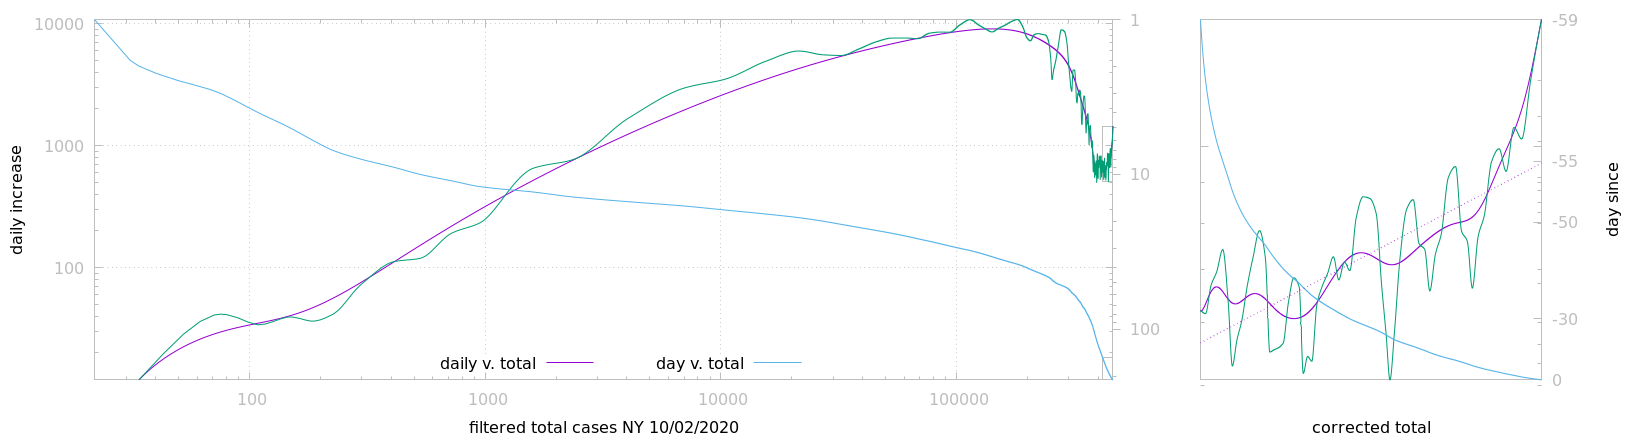 10000
1000
100
daily increase
1
10
100
daily v. total
day v. total
100
1000
10000
100000
filtered total cases NY 10/02/2020
-59
-55
-50
-30
0
day since
corrected total